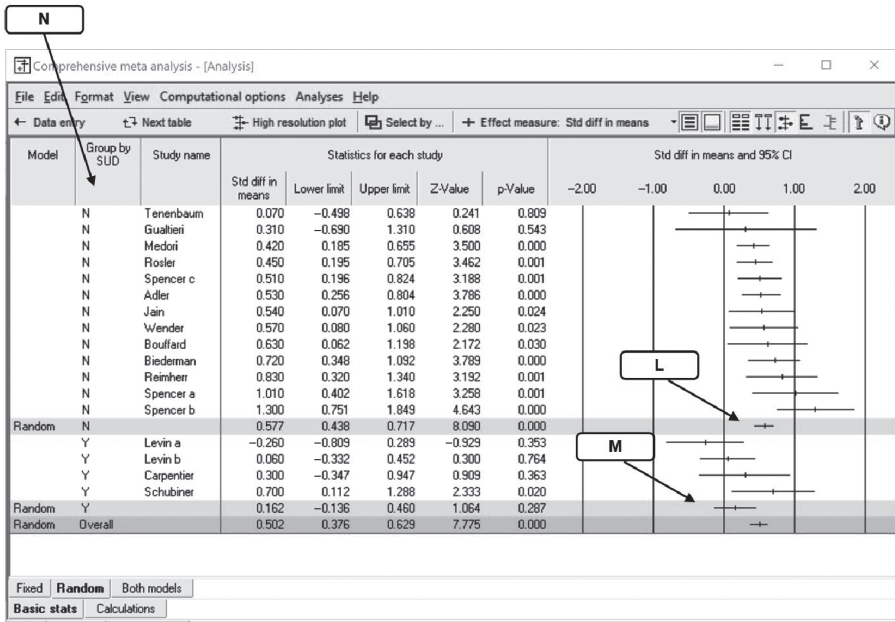 N
Comprehensive meta analysis - [Analysis]
File Edit Format View Computational options Analyses Help
← Data entry Next table High resolution plot Select by ... + Effect measure: Std diff in means
Model Group by SUD Study name Statistics for each study Std diff in means and 95% CI
Std diff in means Lower limit Upper limit Z-Value p-Value −2.00 −1.00 0.00 1.00 2.00
N Tenenbaum 0.070 −0.498 0.638 0.241 0.809
N Gualtieri 0.310 −0.690 1.310 0.608 0.543
N Medori 0.420 0.185 0.655 3.500 0.000
N Rosler 0.450 0.195 0.705 3.462 0.001
N Spencer c 0.510 0.196 0.824 3.188 0.001
N Adler 0.530 0.256 0.804 3.786 0.000
N Jain 0.540 0.070 1.010 2.250 0.024
N Wender 0.570 0.080 1.060 2.280 0.023
N Bouffard 0.630 0.062 1.198 2.172 0.030
N Biederman 0.720 0.348 1.092 3.789 0.000
N Reimherr 0.830 0.320 1.340 3.192 0.001
L
N Spencer a 1.010 0.402 1.618 3.258 0.001
N Spencer b 1.300 0.751 1.849 4.643 0.000
Random N 0.577 0.438 0.717 8.090 0.000
Y Levin a −0.260 −0.809 0.289 −0.929 0.353
M
Y Levin b 0.060 −0.332 0.452 0.300 0.764
Y Carpentier 0.300 −0.347 0.947 0.909 0.363
Y Schubiner 0.700 0.112 1.288 2.333 0.020
Random Y 0.162 −0.136 0.460 1.064 0.287
Random Overall 0.502 0.376 0.629 7.775 0.000
Fixed Random Both models
Basic stats Calculations